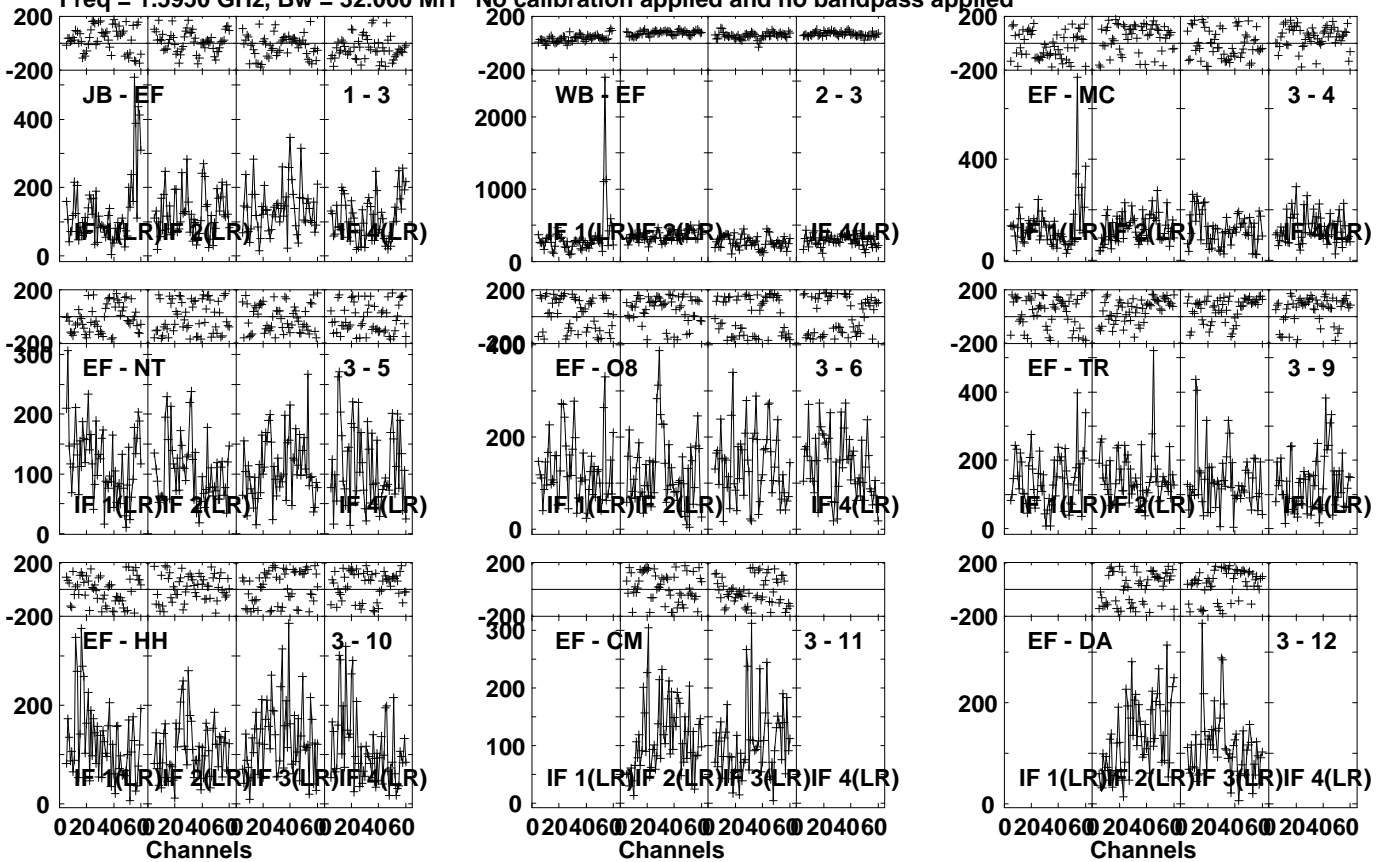 Freq = 1.5950 GHz, Bw = 32.000 MH No calibration applied and no bandpass applied
200 200 200
-200 -200 -200
JB - EF 1 - 3 WB - EF 2 - 3 EF - MC 3 - 4
400 2000 400
200 1000
IF 1(LR) IF 2(LR) IF 4(LR) IF 1(LR) IF 2(LR) IF 4(LR) IF 1(LR) IF 2(LR) IF 4(LR)
0 0 0
200 200 200
-200 -200 -200
300 400
EF - NT 3 - 5 EF - O8 3 - 6 EF - TR 3 - 9
400
200 200 200
100
IF 1(LR) IF 2(LR) IF 4(LR) IF 1(LR) IF 2(LR) IF 4(LR) IF 1(LR) IF 2(LR) IF 4(LR)
0 0 0
200 200 200
-200 -200 -200
300
EF - HH 3 - 10 EF - CM 3 - 11 EF - DA 3 - 12
200 200 200
100
IF 1(LR) IF 2(LR) IF 3(LR) IF 4(LR) IF 1(LR) IF 2(LR) IF 3(LR) IF 4(LR) IF 1(LR) IF 2(LR) IF 3(LR) IF 4(LR)
0 0 0
0 20 40 60 0 20 40 60 0 20 40 60 0 20 40 60 0 20 40 60 0 20 40 60 0 20 40 60 0 20 40 60 0 20 40 60 0 20 40 60 0 20 40 60 0 20 40 60
Channels Channels Channels